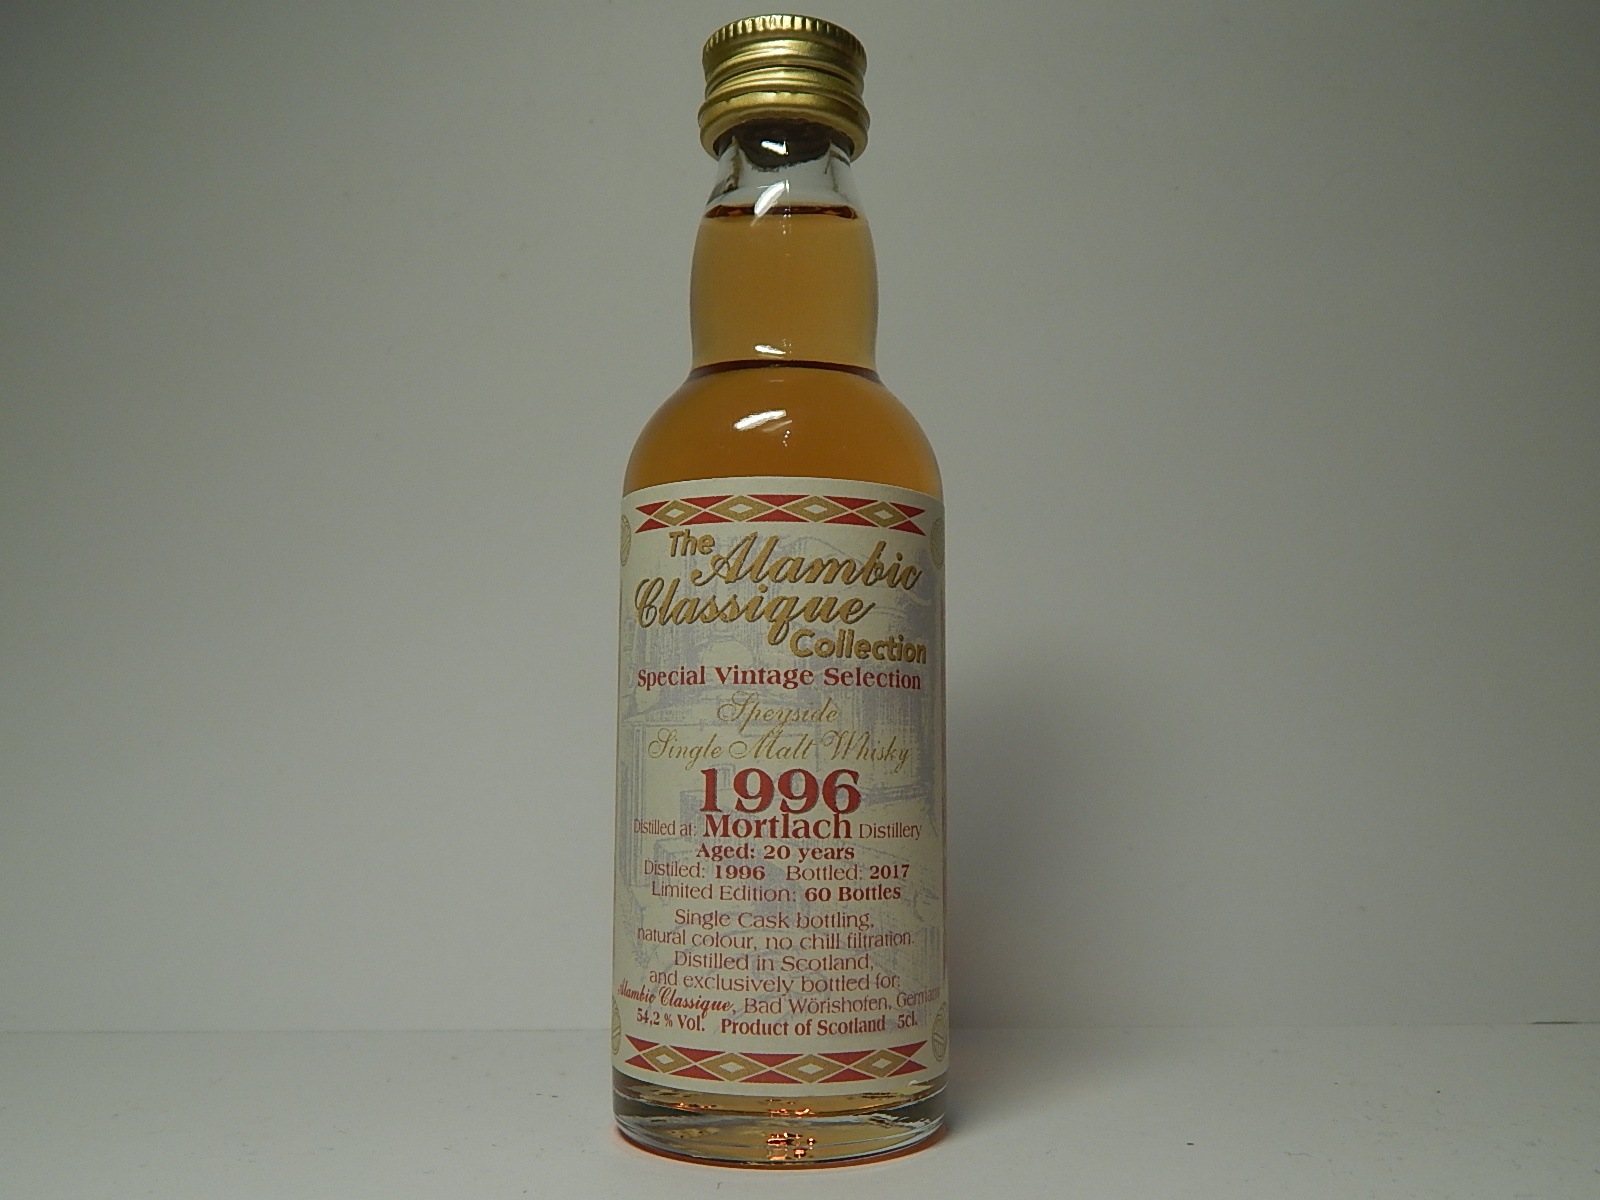 The Alambic
Classique
Collection
Special Vintage Selection
Speyside
Single Malt Whisky
1996
Distilled at: Mortlach Distillery
Aged: 20 years
Distiled: 1996 Bottled: 2017
Limited Edition: 60 Bottles
Single Cask bottling,
natural colour, no chill filtration.
Distilled in Scotland,
and exclusively bottled for:
Alambic Classique, Bad Wörishofen, Germany
54,2 % Vol. Product of Scotland 5cl.